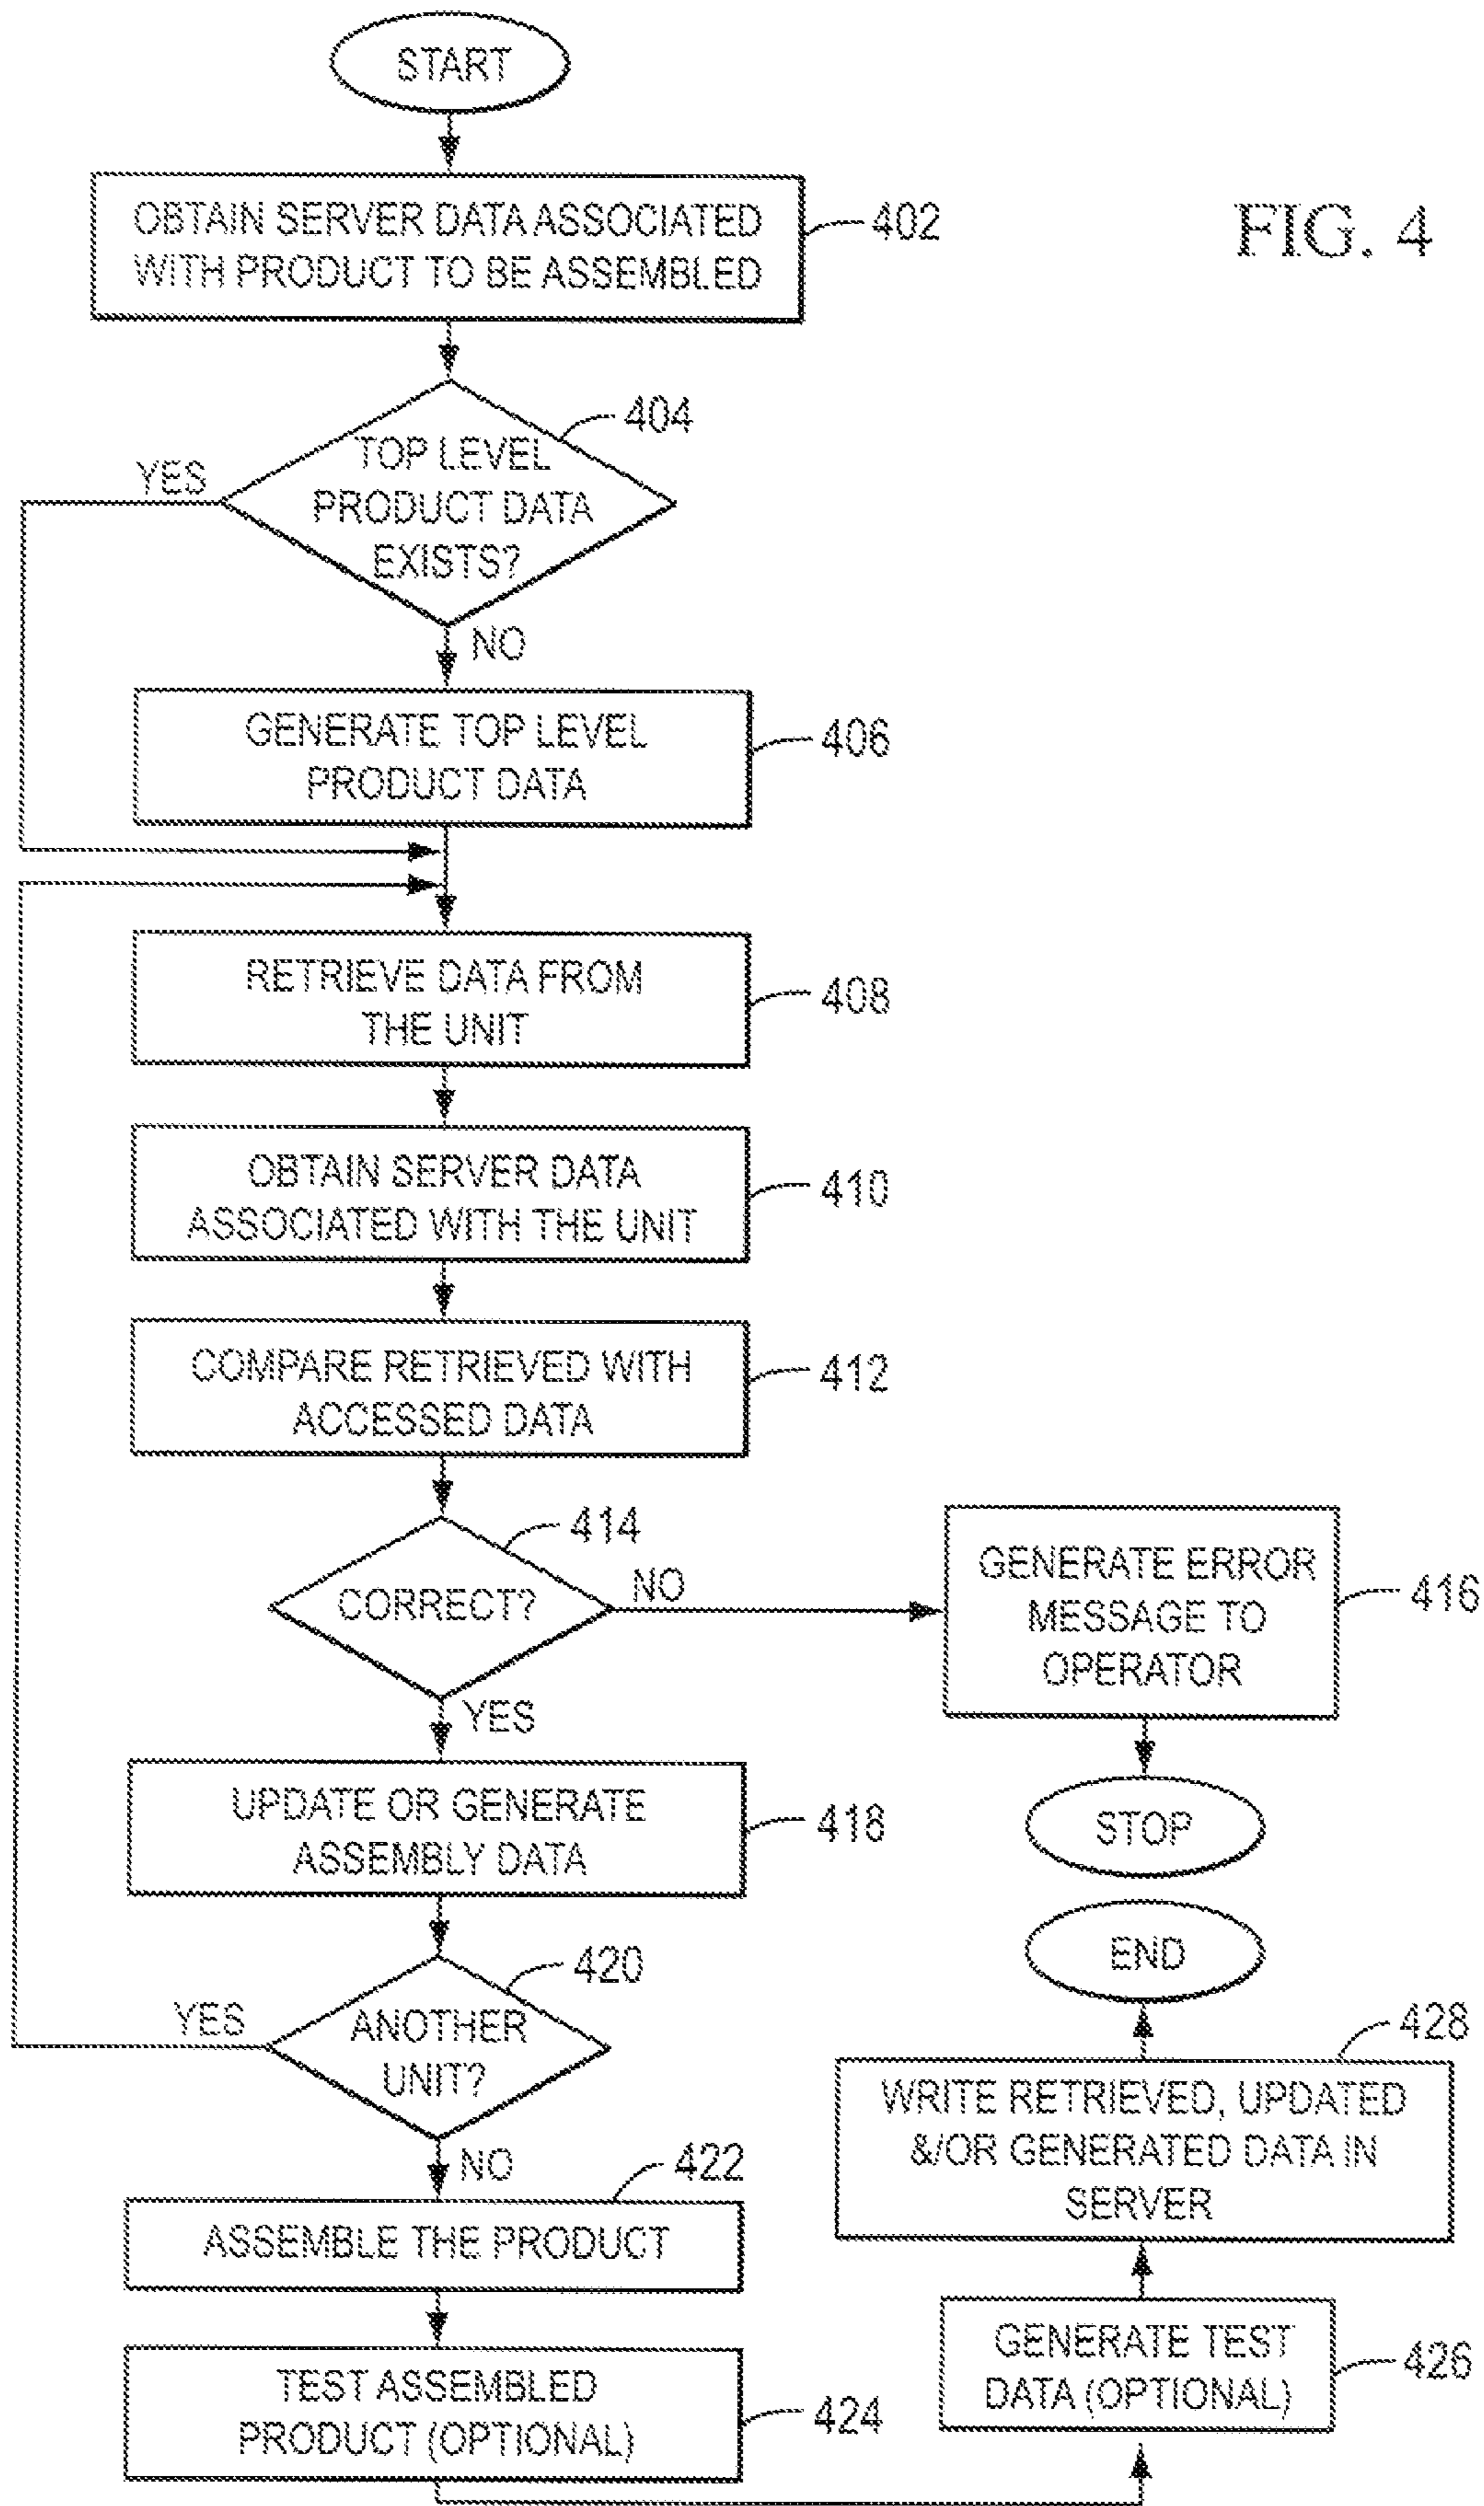 START
FIG. 4
OBTAIN SERVER DATA ASSOCIATED
WITH PRODUCT TO BE ASSEMBLED
402
404
TOP LEVEL
PRODUCT DATA
EXISTS?
YES
NO
GENERATE TOP LEVEL
PRODUCT DATA
406
RETRIEVE DATA FROM
THE UNIT
408
OBTAIN SERVER DATA
ASSOCIATED WITH THE UNIT
410
COMPARE RETRIEVED WITH
ACCESSED DATA
412
414
CORRECT?
NO
GENERATE ERROR
MESSAGE TO
OPERATOR
416
STOP
YES
UPDATE OR GENERATE
ASSEMBLY DATA
418
420
ANOTHER
UNIT?
YES
NO
422
ASSEMBLE THE PRODUCT
TEST ASSEMBLED
PRODUCT (OPTIONAL)
424
GENERATE TEST
DATA (OPTIONAL)
426
428
WRITE RETRIEVED, UPDATED
&/OR GENERATED DATA IN
SERVER
END